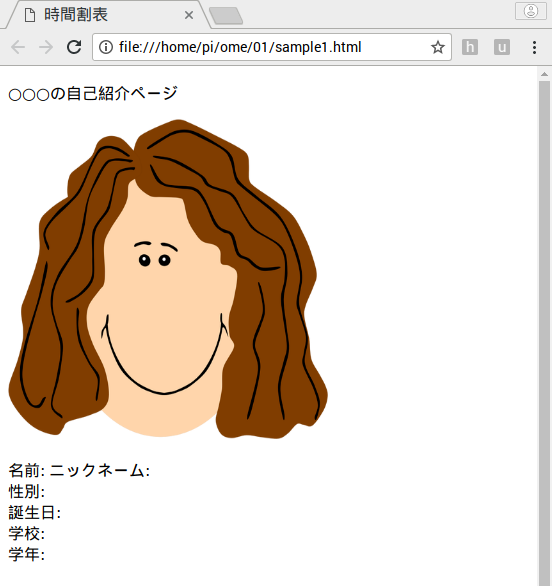 時間割表
file:///home/pi/ome/01/sample1.html
h
u
○○○の自己紹介ページ
名前: ニックネーム:
性別:
誕生日:
学校:
学年: